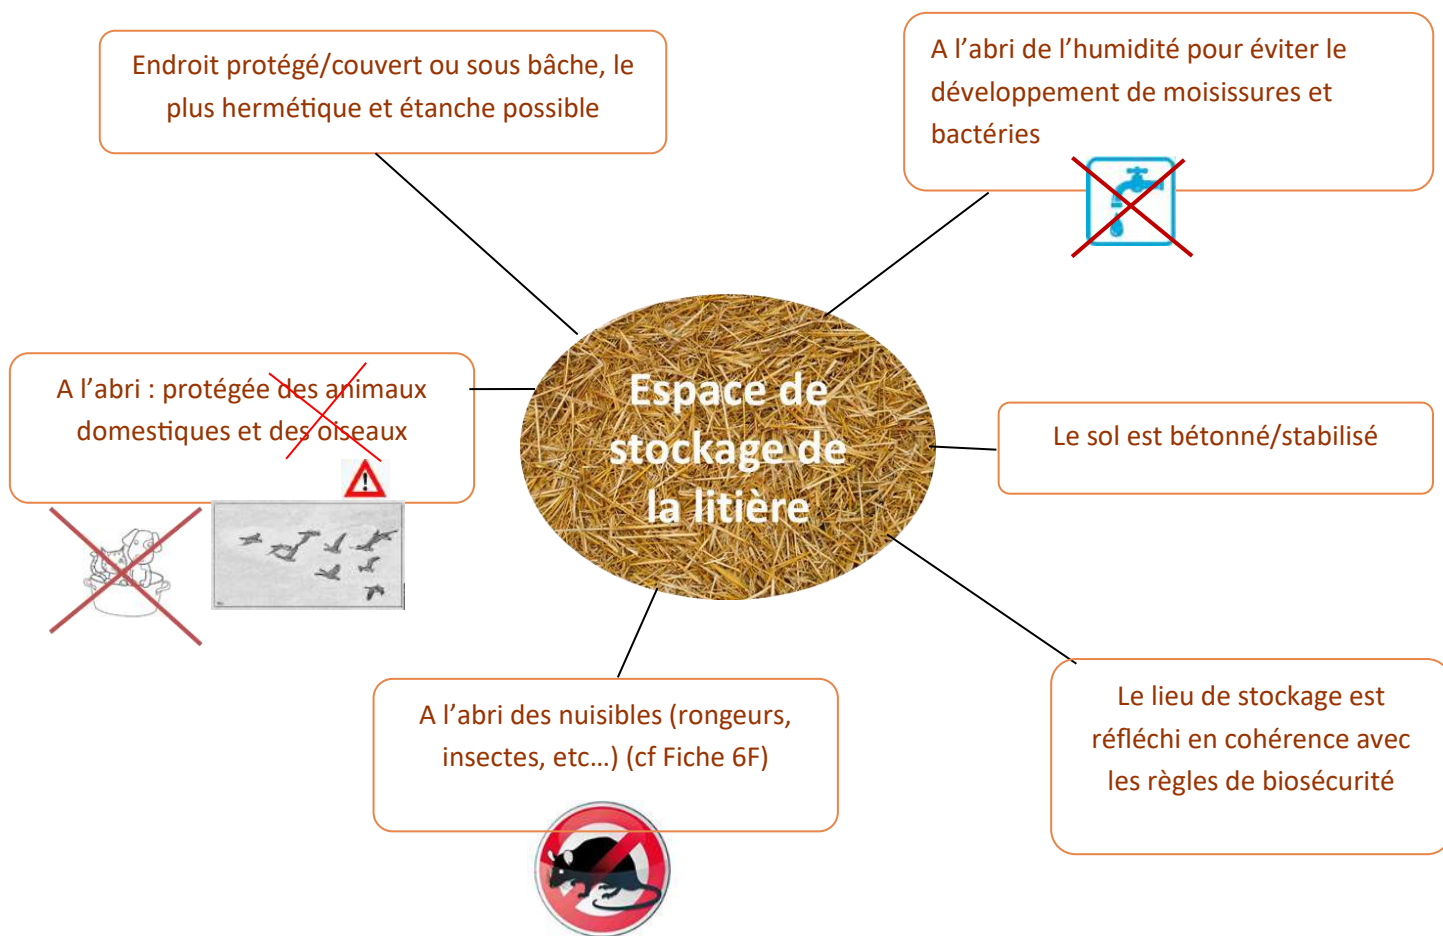 Endroit protégé/couvert ou sous bâche, le
plus hermétique et étanche possible
A l’abri de l’humidité pour éviter le
développement de moisissures et
bactéries
A l’abri : protégée des animaux
domestiques et des oiseaux
Espace de
stockage de
la litière
Le sol est bétonné/stabilisé
A l’abri des nuisibles (rongeurs,
insectes, etc…) (cf Fiche 6F)
Le lieu de stockage est
réfléchi en cohérence avec
les règles de biosécurité